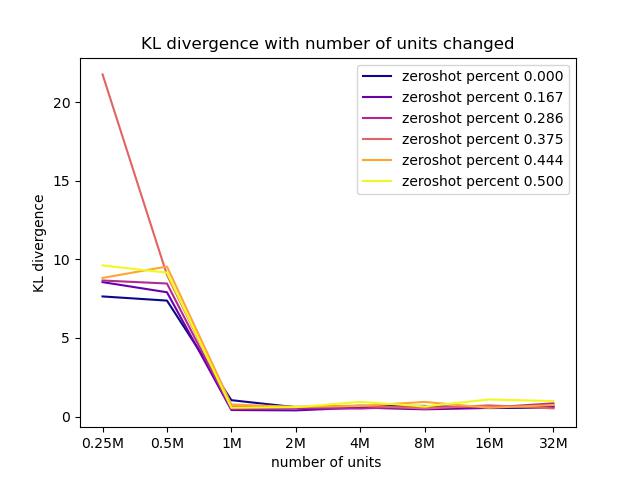 KL divergence with number of units changed
zeroshot percent 0.000
zeroshot percent 0.167
zeroshot percent 0.286
zeroshot percent 0.375
zeroshot percent 0.444
zeroshot percent 0.500
KL divergence
20
15
10
5
0
0.25M 0.5M 1M 2M 4M 8M 16M 32M
number of units